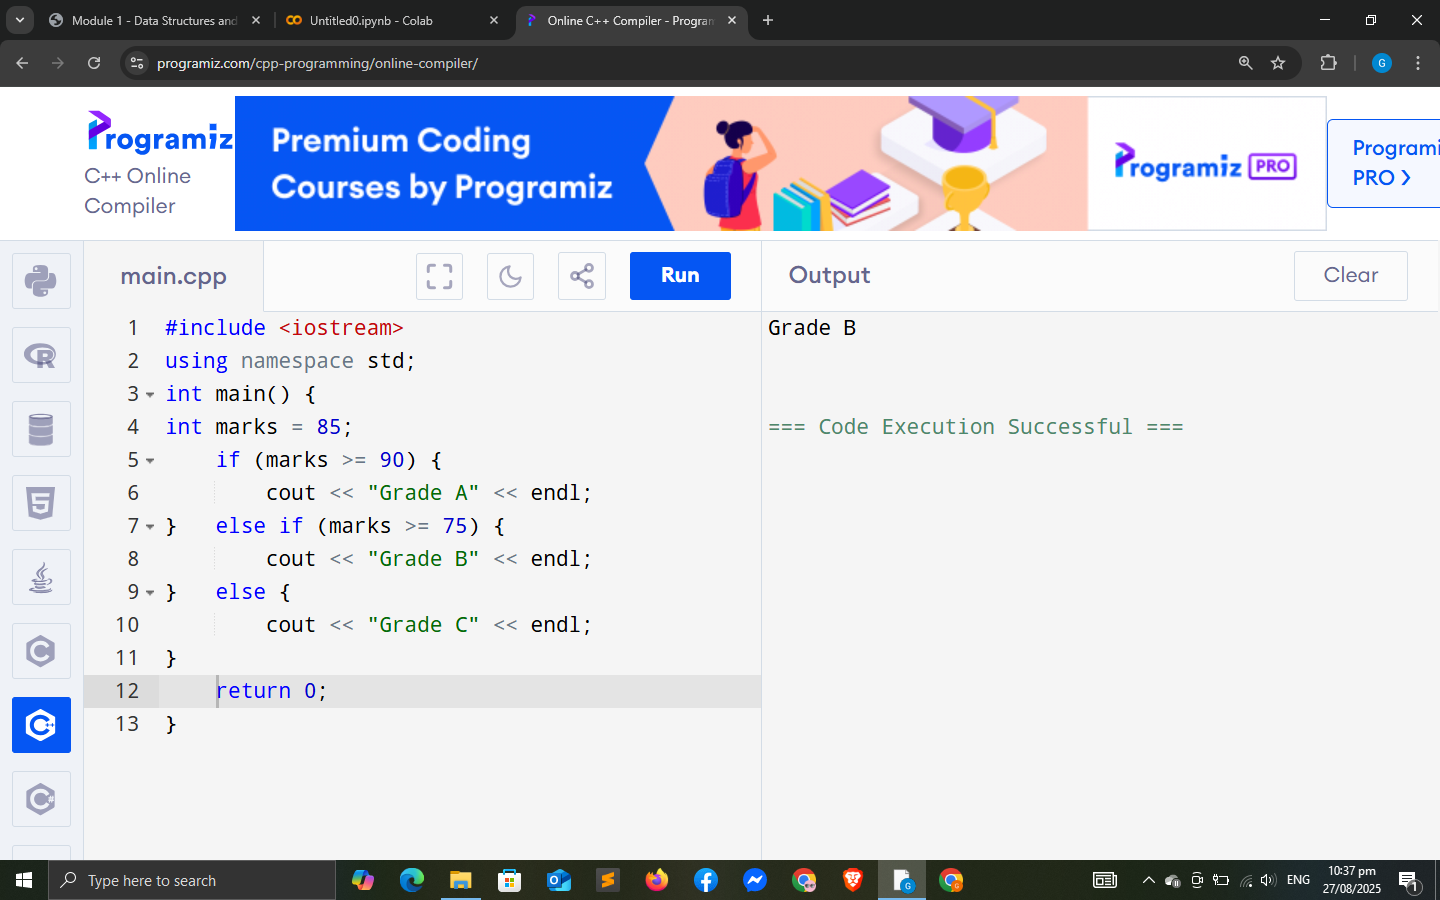 Module 1 - Data Structures and
Untitled0.ipynb - Colab
Online C++ Compiler - Program
programiz.com/cpp-programming/online-compiler/
G
Programiz
C++ Online
Compiler
Premium Coding
Courses by Programiz
Programiz PRO
Programi
PRO
main.cpp
Run
Output
Clear
1 #include <iostream>
2 using namespace std;
3 int main() {
4 int marks = 85;
5     if (marks >= 90) {
6         cout << "Grade A" << endl;
7 }   else if (marks >= 75) {
8         cout << "Grade B" << endl;
9 }   else {
10         cout << "Grade C" << endl;
11 }
12     return 0;
13 }
Grade B
=== Code Execution Successful ===
Type here to search
ENG
10:37 pm
27/08/2025
1